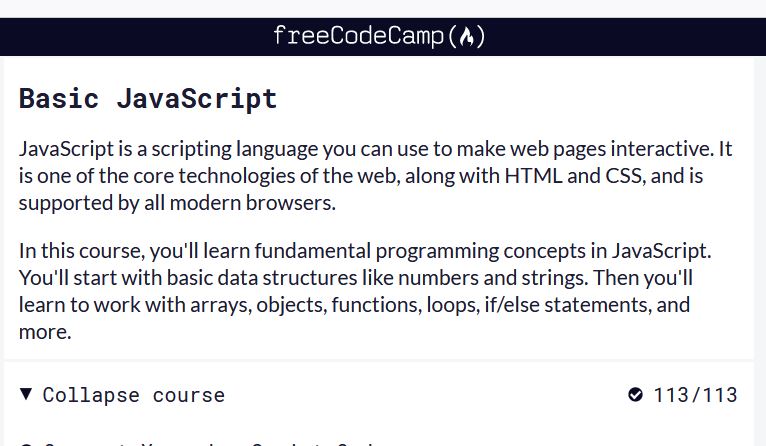 freeCodeCamp
Basic JavaScript
JavaScript is a scripting language you can use to make web pages interactive. It
is one of the core technologies of the web, along with HTML and CSS, and is
supported by all modern browsers.
In this course, you'll learn fundamental programming concepts in JavaScript.
You'll start with basic data structures like numbers and strings. Then you'll
learn to work with arrays, objects, functions, loops, if/else statements, and
more.
Collapse course 113/113